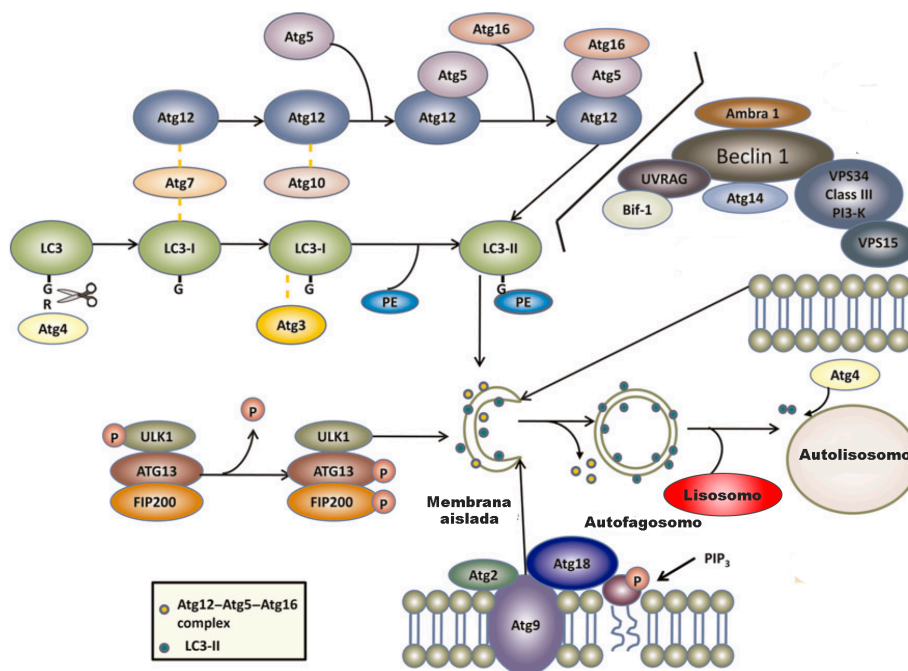 Atg5
Atg16
Atg16
Atg5
Atg5
Atg12
Atg12
Atg12
Atg12
Ambra 1
Beclin 1
UVRAG
VPS34
Class III
PI3-K
Atg14
Bif-1
VPS15
Atg7
Atg10
LC3
LC3-I
LC3-I
LC3-II
G
R
G
G
G
PE
PE
Atg4
Atg3
Atg4
P
P
ULK1
ULK1
ATG13
ATG13
P
FIP200
FIP200
P
Autolisosomo
Lisosomo
Membrana
aislada
Autofagosomo
Atg2
Atg18
P
PIP3
Atg9
Atg12–Atg5–Atg16
complex
LC3-II